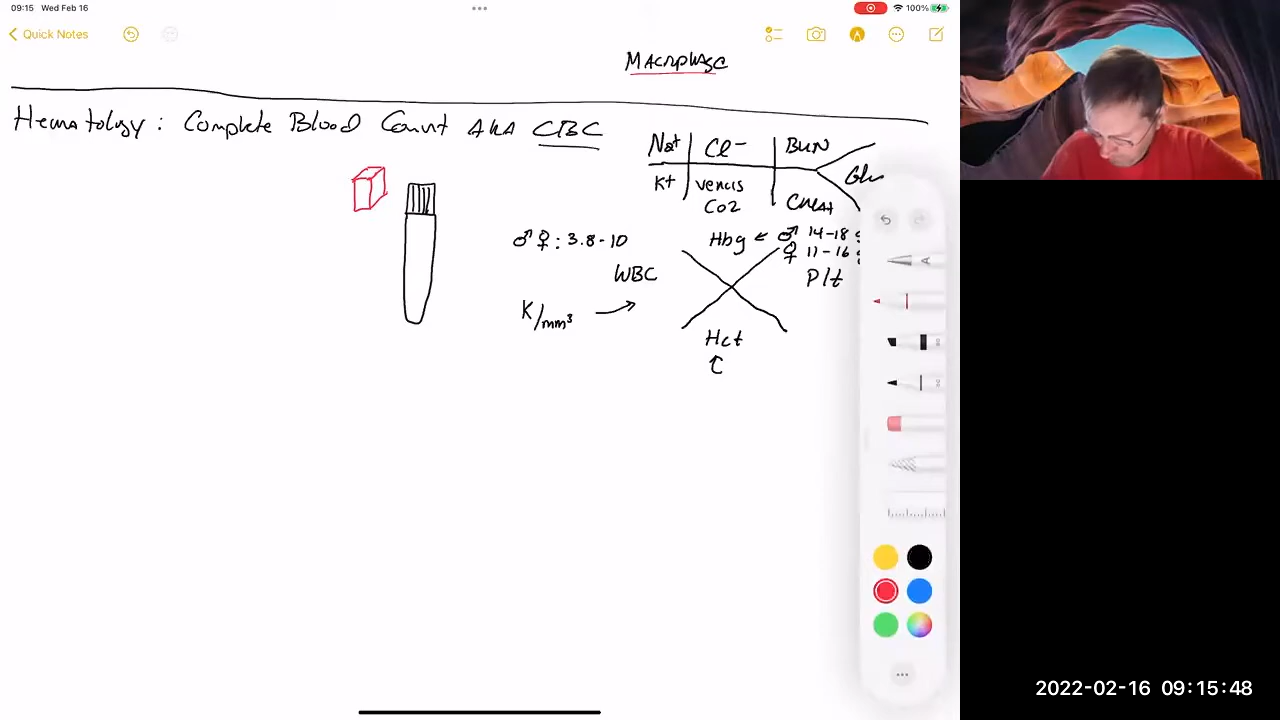 09:15 Wed Feb 16
100%
Quick Notes
Macrophage
Hematology: Complete Blood Count AKA CBC
Na+ Cl- BUN
Glu
K+ venus
CO2 Creat
♂♀: 3.8-10 Hbg ← ♂ 14-18 g
♀ 11-16 g
WBC Plt
K/mm³ →
Hct
↑
A
2022-02-16 09:15:48